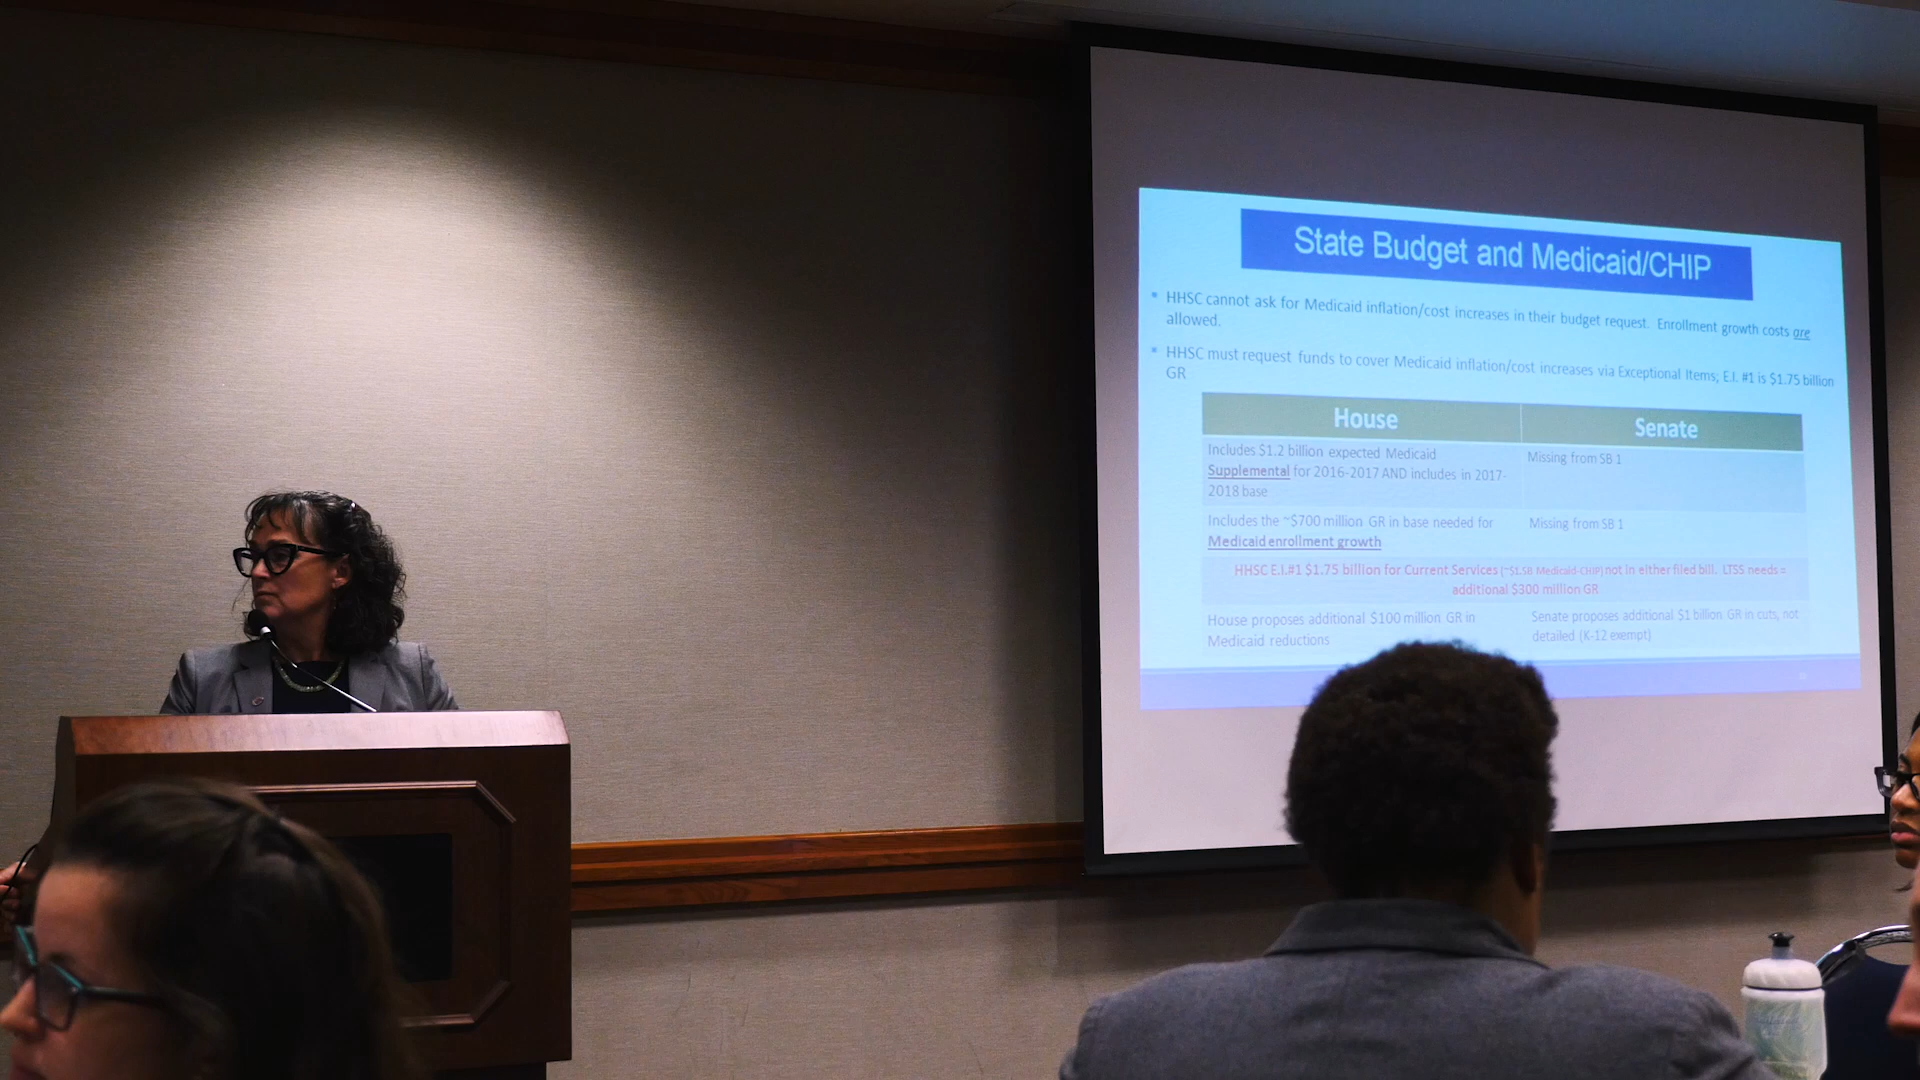 State Budget and Medicaid/CHIP
HHSC cannot ask for Medicaid inflation/cost increases in their budget request. Enrollment growth costs are
allowed.
HHSC must request funds to cover Medicaid inflation/cost increases via Exceptional Items; E.I. #1 is $1.75 billion
GR
House
Senate
Includes $1.2 billion expected Medicaid
Supplemental for 2016-2017 AND includes in 2017-
2018 base
Missing from SB 1
Includes the ~$700 million GR in base needed for
Medicaid enrollment growth
Missing from SB 1
HHSC E.I.#1 $1.75 billion for Current Services (~$1.5B Medicaid-CHIP) not in either filed bill. LTSS needs =
additional $300 million GR
House proposes additional $100 million GR in
Medicaid reductions
Senate proposes additional $1 billion GR in cuts, not
detailed (K-12 exempt)